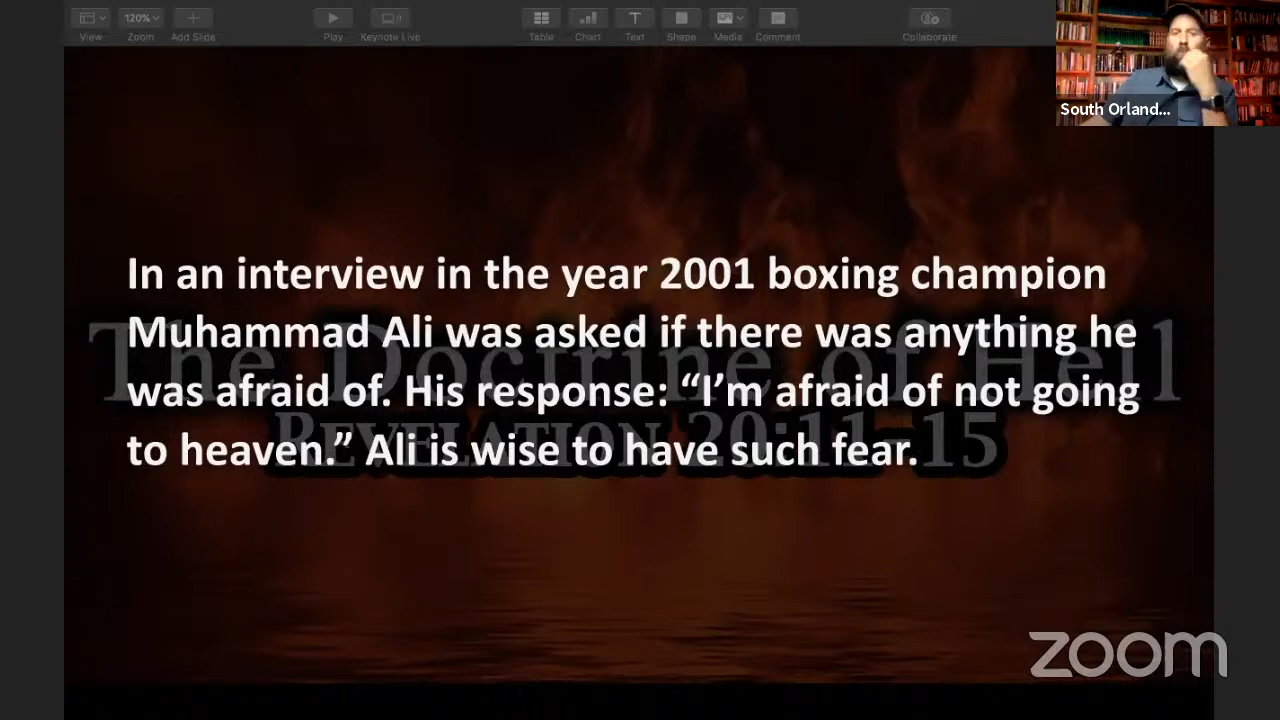 120%
View
Zoom
Add Slide
Play
Keynote Live
Table
Chart
Text
Shape
Media
Comment
Collaborate
South Orland...
In an interview in the year 2001 boxing champion
Muhammad Ali was asked if there was anything he
was afraid of. His response: “I’m afraid of not going
to heaven.” Ali is wise to have such fear.
The Doctrine of Hell
Revelation 20:11-15
zoom